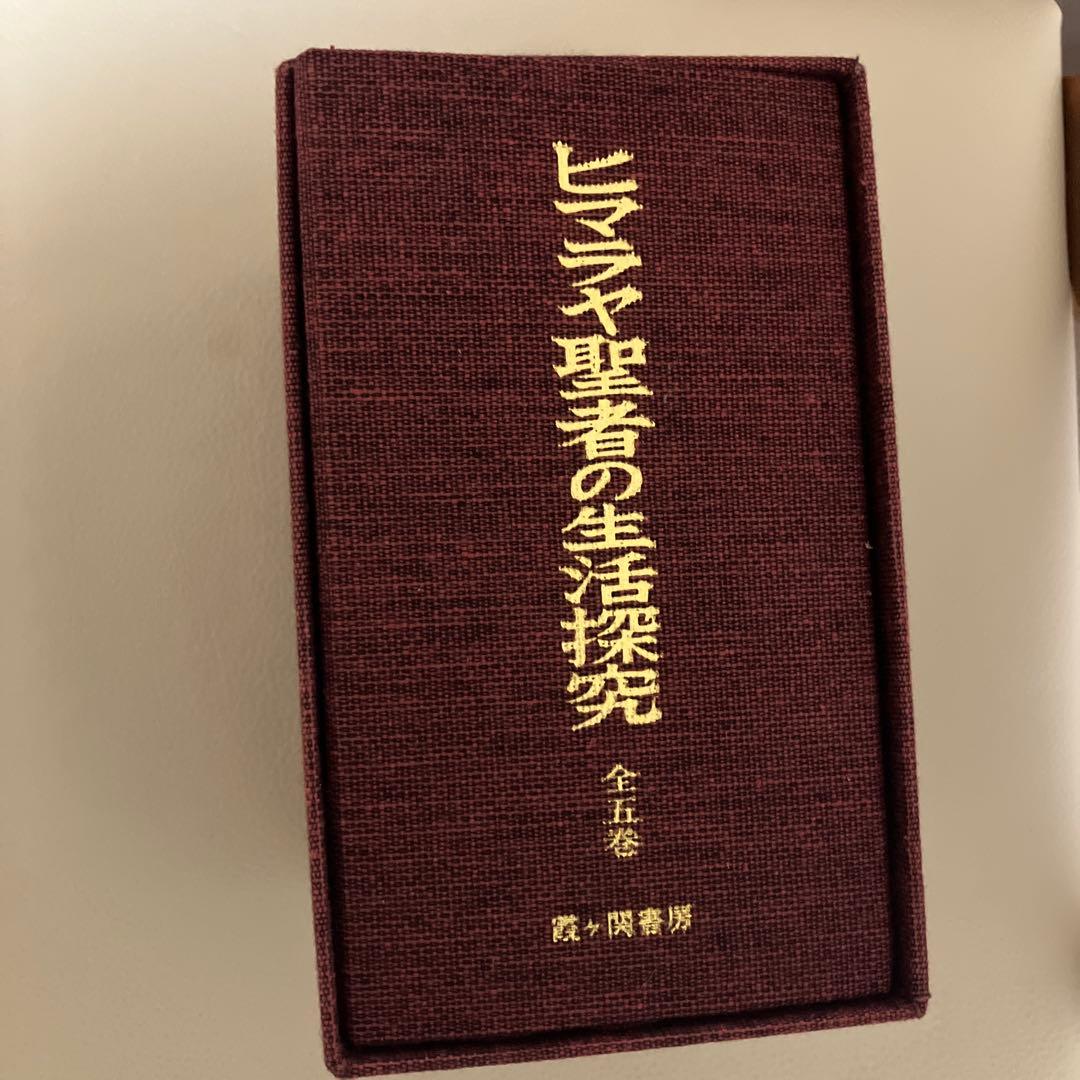 ヒマラヤ聖者の生活探究
全五巻
霞ヶ関書房